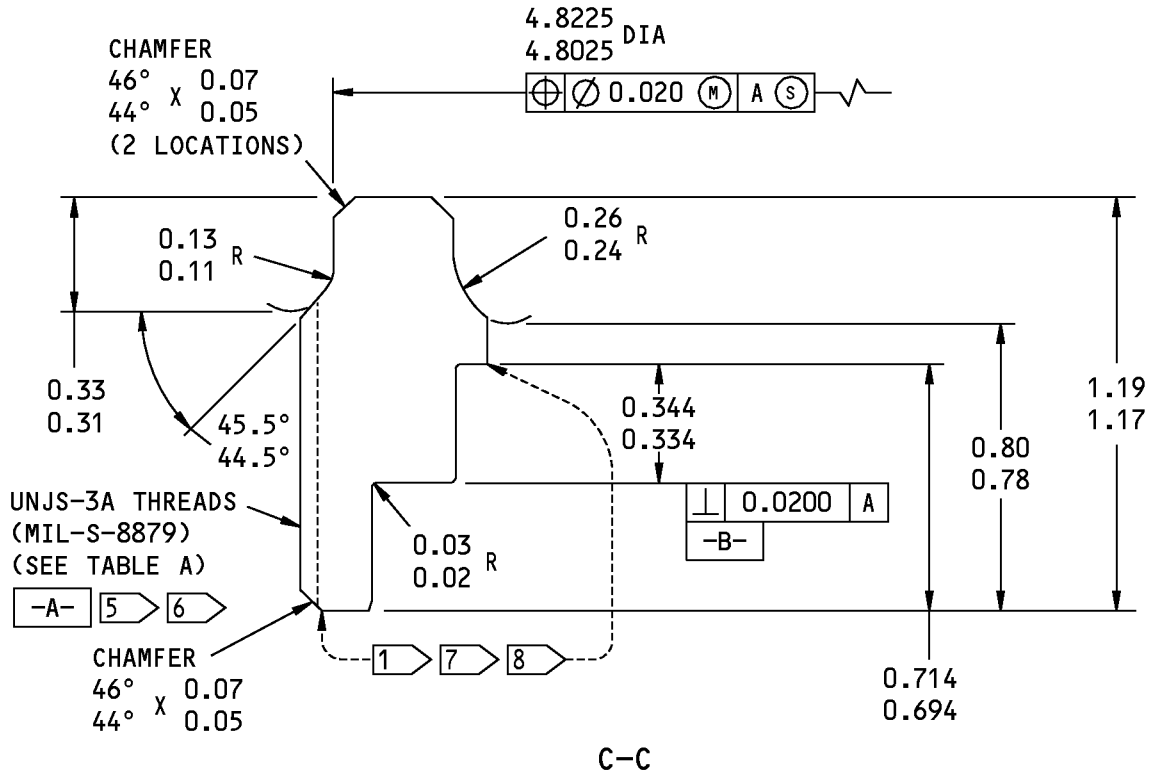 4.8225
4.8025 DIA
⌖ ⌀ 0.020 Ⓜ A Ⓢ
CHAMFER
46° X 0.07
44° 0.05
(2 LOCATIONS)
0.13
0.11 R
0.26
0.24 R
0.33
0.31
45.5°
44.5°
0.344
0.334
1.19
1.17
0.80
0.78
UNJS-3A THREADS
(MIL-S-8879)
(SEE TABLE A)
-A- 5 6
⊥ 0.0200 A
-B-
0.03
0.02 R
CHAMFER
46° X 0.07
44° 0.05
1 7 8
0.714
0.694
C-C